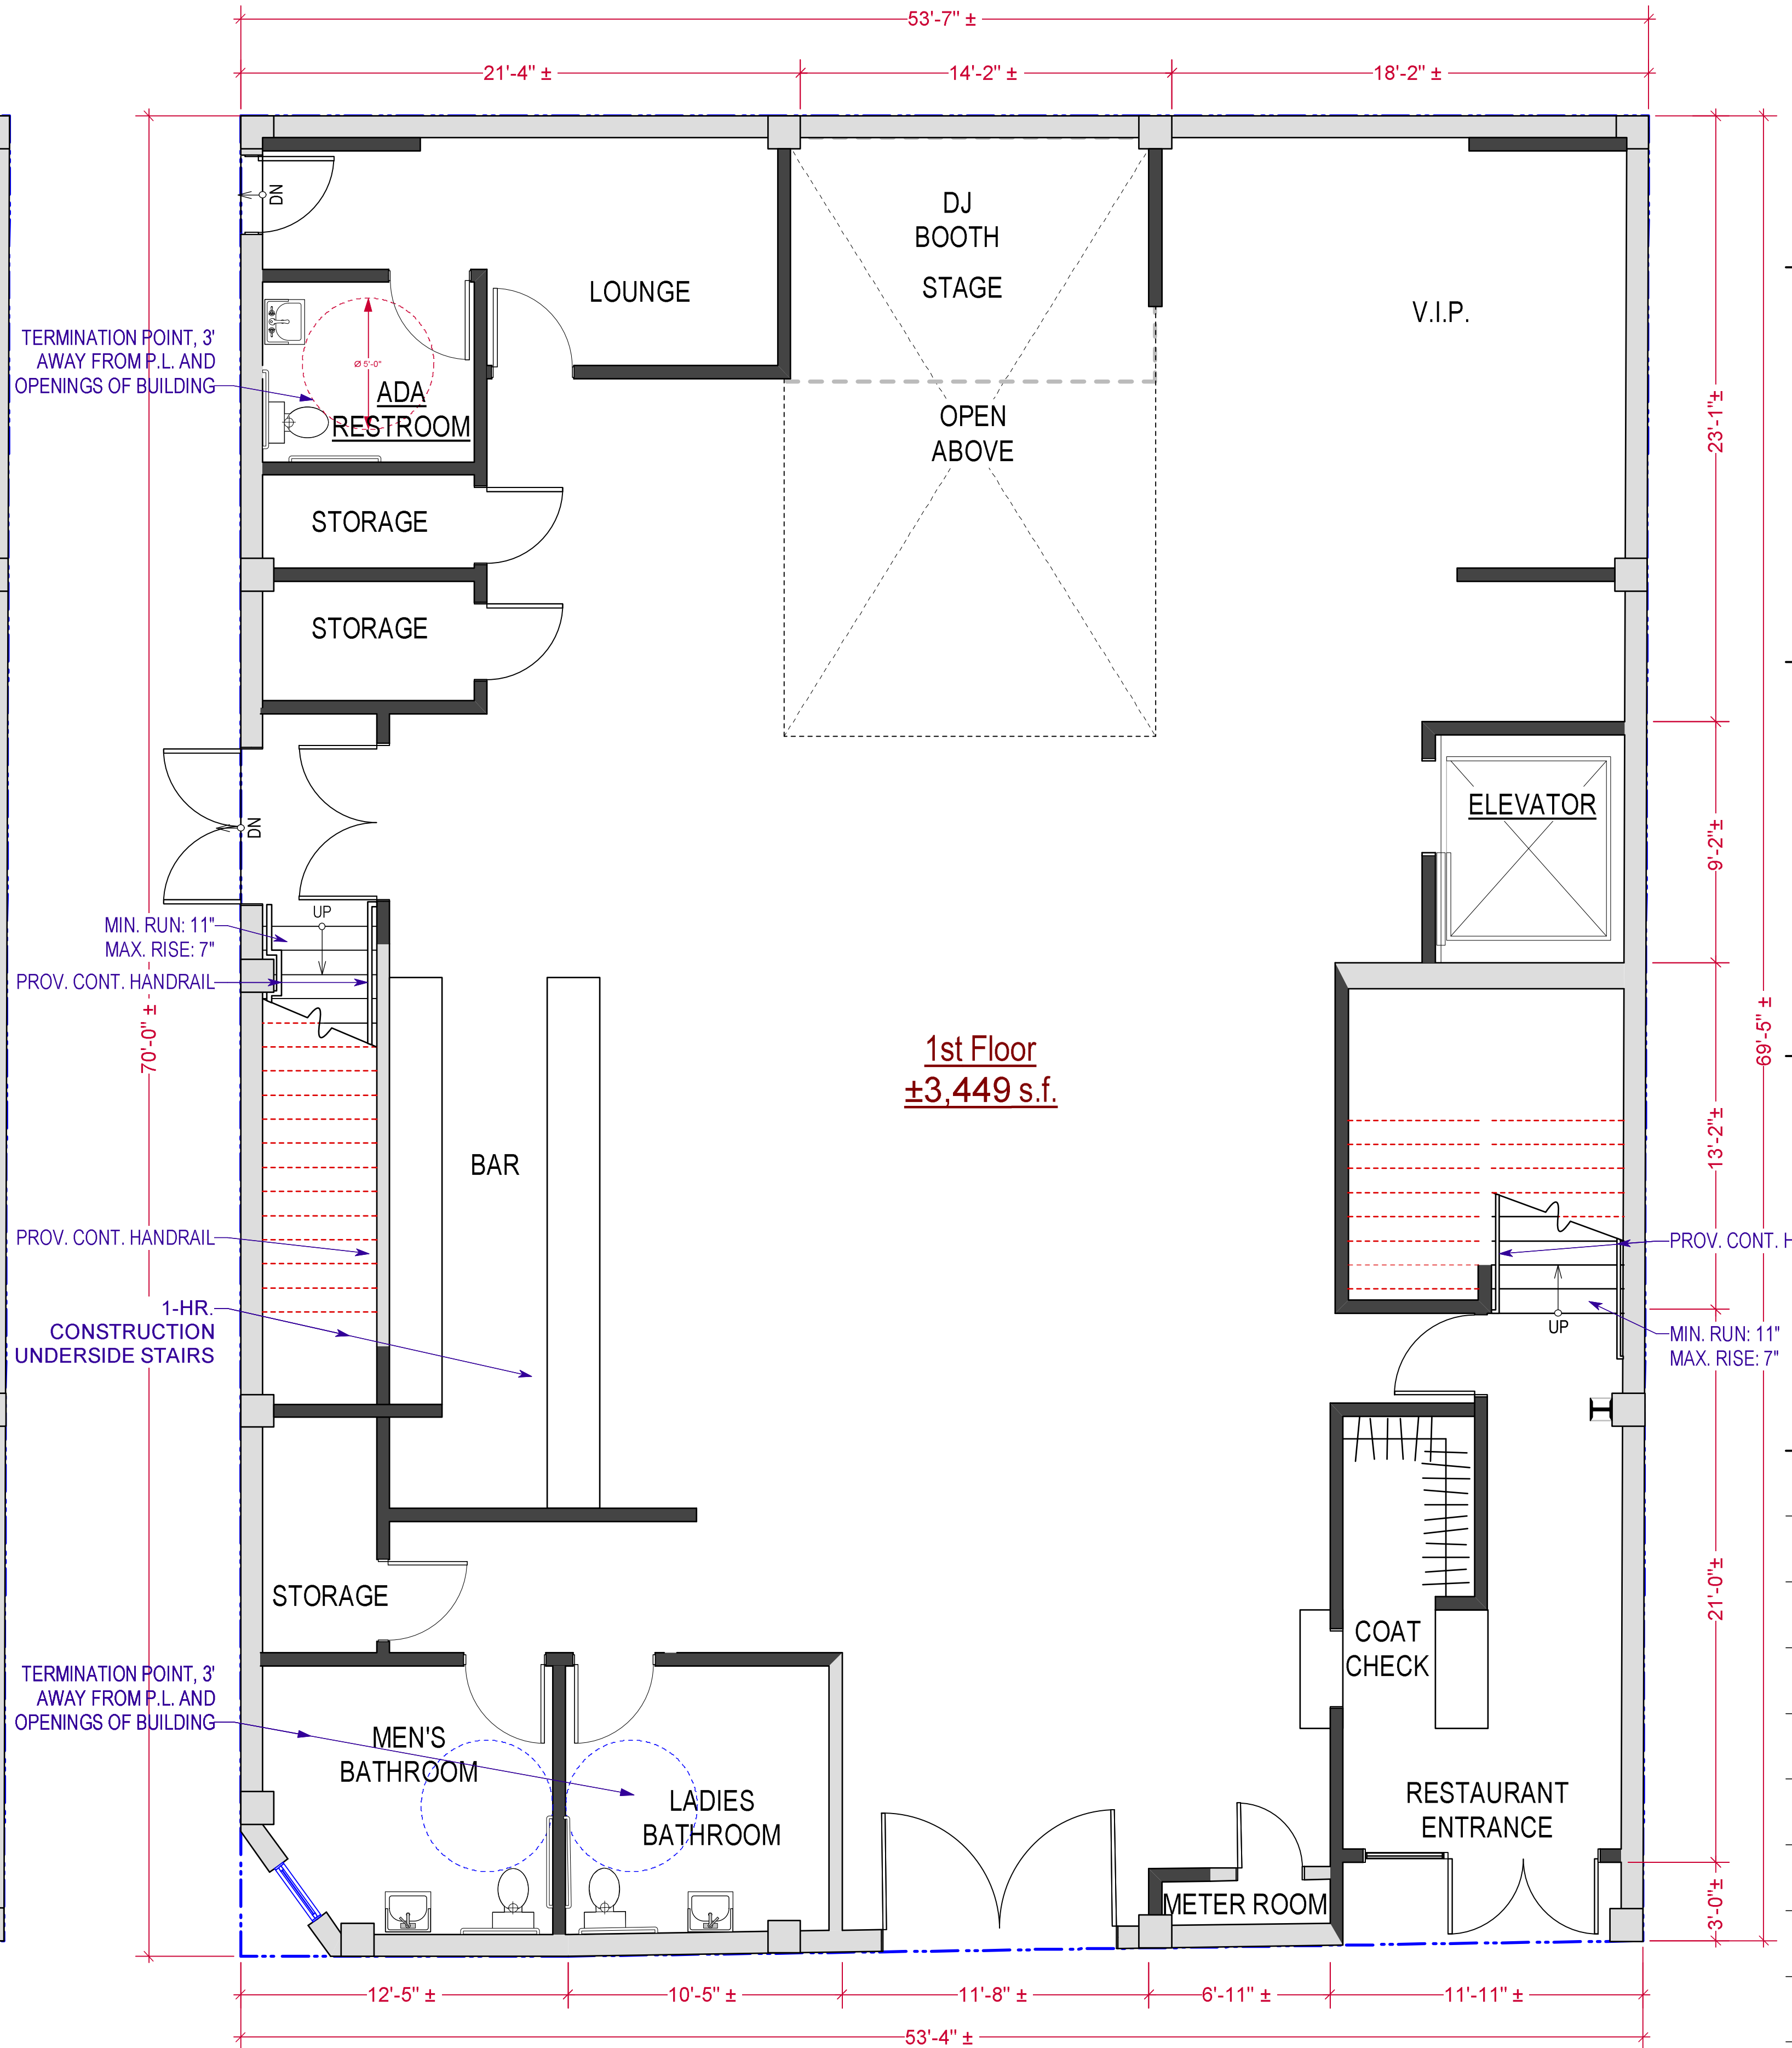 53'-7" ±
21'-4" ±
14'-2" ±
18'-2" ±
DN
DJ
BOOTH
STAGE
LOUNGE
V.I.P.
TERMINATION POINT, 3'
AWAY FROM P.L. AND
OPENINGS OF BUILDING
Ø 5'-0"
ADA
RESTROOM
OPEN
ABOVE
23'-1"±
STORAGE
STORAGE
DN
ELEVATOR
9'-2"±
UP
MIN. RUN: 11"
MAX. RISE: 7"
PROV. CONT. HANDRAIL
70'-0" ±
69'-5" ±
1st Floor
±3,449 s.f.
BAR
13'-2"±
PROV. CONT. HANDRAIL
PROV. CONT. H
1-HR.
CONSTRUCTION
UNDERSIDE STAIRS
UP
MIN. RUN: 11"
MAX. RISE: 7"
STORAGE
21'-0"±
COAT
CHECK
TERMINATION POINT, 3'
AWAY FROM P.L. AND
OPENINGS OF BUILDING
MEN'S
BATHROOM
LADIES
BATHROOM
RESTAURANT
ENTRANCE
METER ROOM
3'-0"±
12'-5" ±
10'-5" ±
11'-8" ±
6'-11" ±
11'-11" ±
53'-4" ±